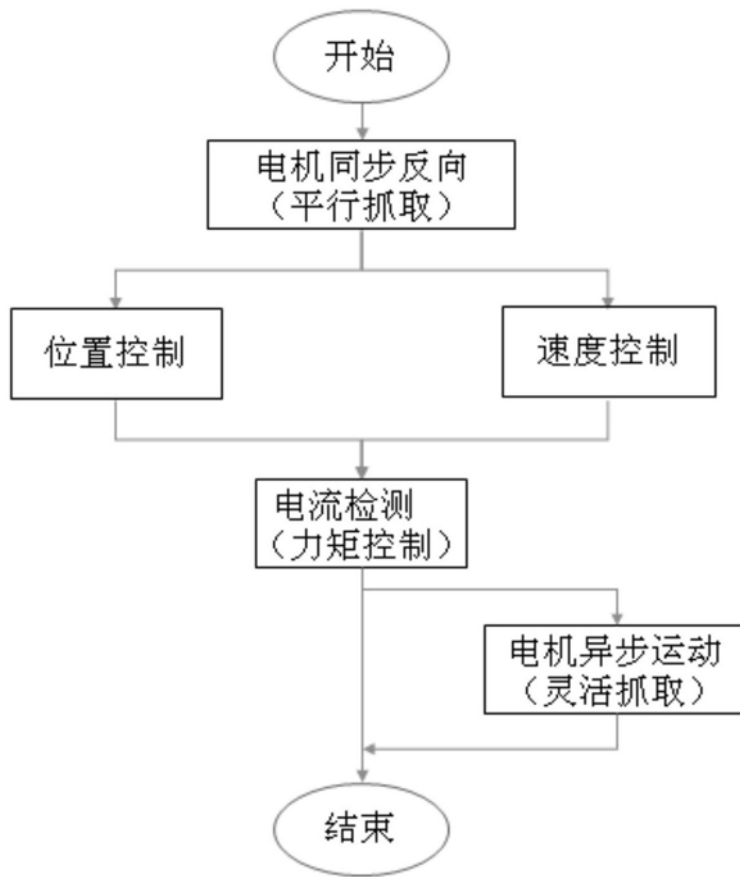 开始
电机同步反向
（平行抓取）
位置控制
速度控制
电流检测
（力矩控制）
电机异步运动
（灵活抓取）
结束